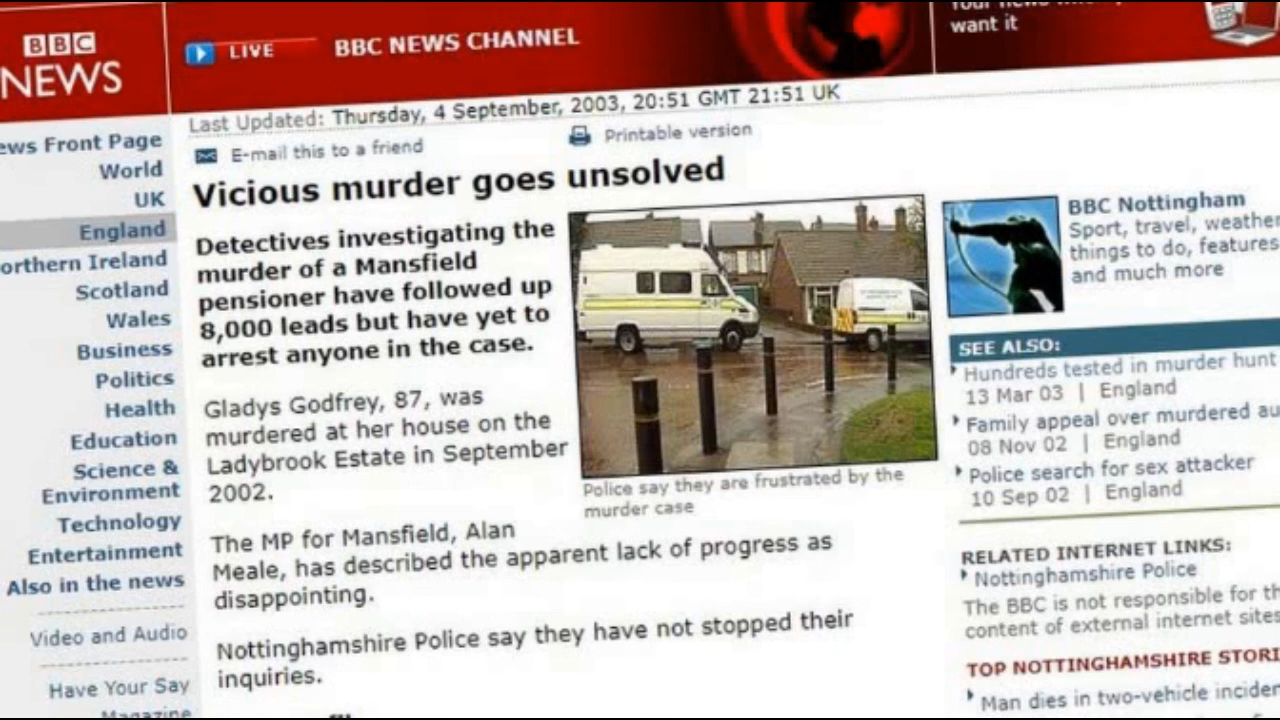 BBC
NEWS
LIVE
BBC NEWS CHANNEL
want it
Last Updated: Thursday, 4 September, 2003, 20:51 GMT 21:51 UK
E-mail this to a friend
Printable version
News Front Page
World
UK
England
Northern Ireland
Scotland
Wales
Business
Politics
Health
Education
Science &
Environment
Technology
Entertainment
Also in the news
Video and Audio
Have Your Say
Magazine
Vicious murder goes unsolved
Detectives investigating the
murder of a Mansfield
pensioner have followed up
8,000 leads but have yet to
arrest anyone in the case.
Gladys Godfrey, 87, was
murdered at her house on the
Ladybrook Estate in September
2002.
The MP for Mansfield, Alan
Meale, has described the apparent lack of progress as
disappointing.
Nottinghamshire Police say they have not stopped their
inquiries.
Police say they are frustrated by the
murder case
BBC Nottingham
Sport, travel, weather
things to do, features
and much more
SEE ALSO:
Hundreds tested in murder hunt
13 Mar 03 | England
Family appeal over murdered au
08 Nov 02 | England
Police search for sex attacker
10 Sep 02 | England
RELATED INTERNET LINKS:
Nottinghamshire Police
The BBC is not responsible for th
content of external internet sites
TOP NOTTINGHAMSHIRE STORI
Man dies in two-vehicle inciden